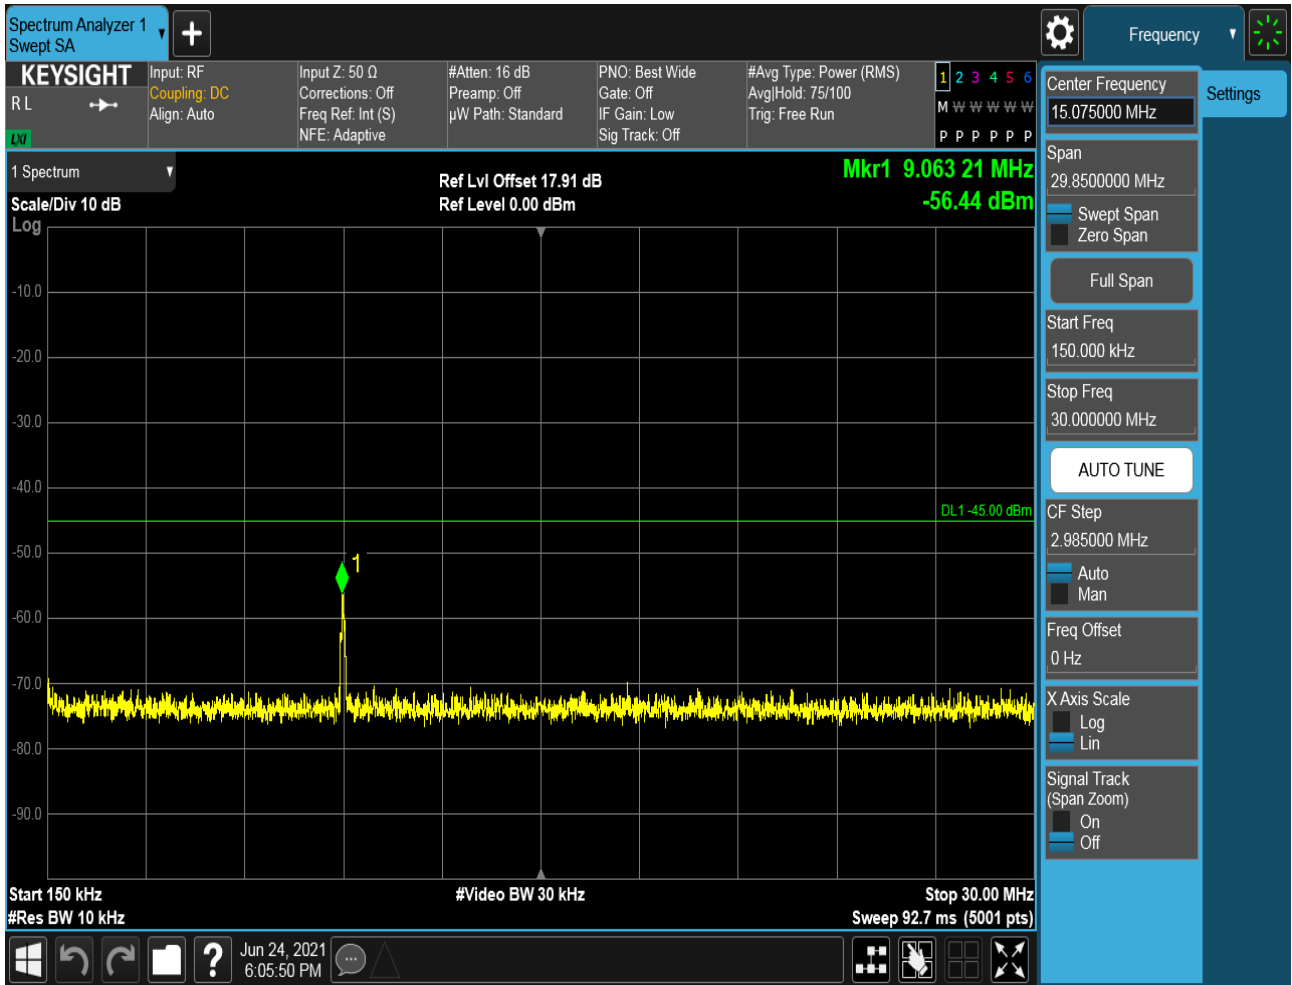 Spectrum Analyzer 1
Swept SA
Frequency
KEYSIGHT
R L
LXI
Input: RF
Coupling: DC
Align: Auto
Input Z: 50 Ω
Corrections: Off
Freq Ref: Int (S)
NFE: Adaptive
#Atten: 16 dB
Preamp: Off
µW Path: Standard
PNO: Best Wide
Gate: Off
IF Gain: Low
Sig Track: Off
#Avg Type: Power (RMS)
Avg|Hold: 75/100
Trig: Free Run
1 2 3 4 5 6
M W W W W W
P P P P P P
1 Spectrum
Scale/Div 10 dB
Log
Ref Lvl Offset 17.91 dB
Ref Level 0.00 dBm
Mkr1 9.063 21 MHz
-56.44 dBm
-10.0
-20.0
-30.0
-40.0
DL1 -45.00 dBm
-50.0
1
-60.0
-70.0
-80.0
-90.0
Start 150 kHz
#Video BW 30 kHz
Stop 30.00 MHz
#Res BW 10 kHz
Sweep 92.7 ms (5001 pts)
?
Jun 24, 2021
6:05:50 PM
Center Frequency
15.075000 MHz
Settings
Span
29.8500000 MHz
Swept Span
Zero Span
Full Span
Start Freq
150.000 kHz
Stop Freq
30.000000 MHz
AUTO TUNE
CF Step
2.985000 MHz
Auto
Man
Freq Offset
0 Hz
X Axis Scale
Log
Lin
Signal Track
(Span Zoom)
On
Off